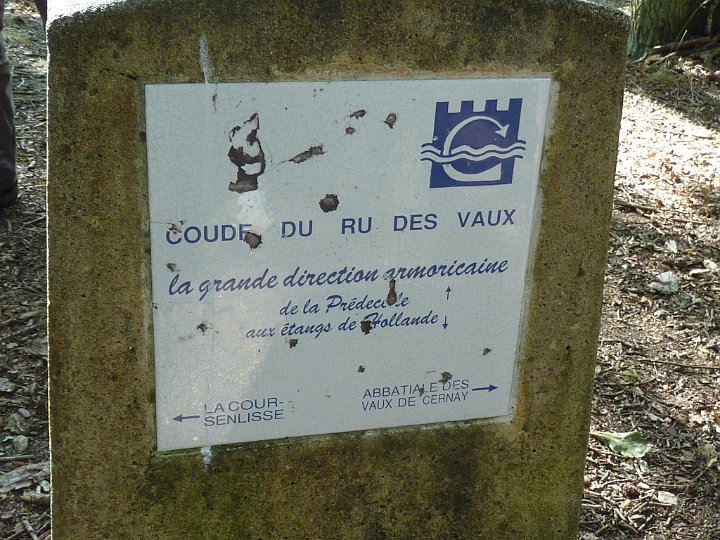 COUDE DU RU DES VAUX
la grande direction armoricaine
de la Prédecelle ↑
aux étangs de Hollande ↓
← LA COUR-
SENLISSE
ABBATIALE DES →
VAUX DE CERNAY